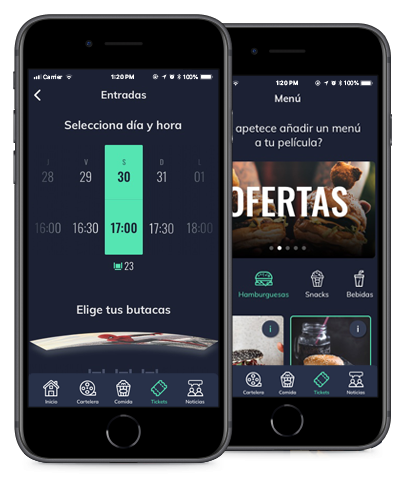 Carrier 1:20 PM 100%
Entradas
Selecciona día y hora
J V S D L
28 29 30 31 01
16:00 16:30 17:00 17:30 18:00
23
Elige tus butacas
Inicio Cartelera Comida Tickets Noticias
1:20 PM 100%
Menú
apetece añadir un menú
a tu película?
OFERTAS
Hamburguesas Snacks Bebidas
i i
Cartelera Comida Tickets Noticias